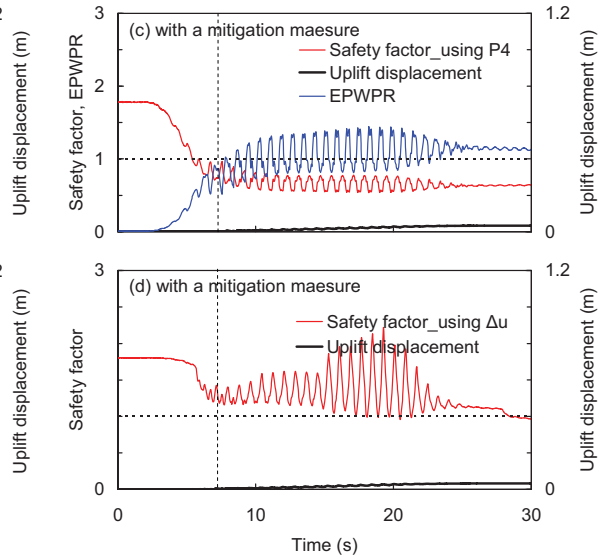 .2
3
1.2
(c) with a mitigation maesure
Safety factor_using P4
Uplift displacement
EPWPR
2
1
0
0
Uplift displacement (m)
Safety factor, EPWPR
Uplift displacement (m)
.2
3
1.2
(d) with a mitigation maesure
Safety factor_using Δu
Uplift displacement
0
0
Uplift displacement (m)
Safety factor
Uplift displacement (m)
0
10
20
30
Time (s)